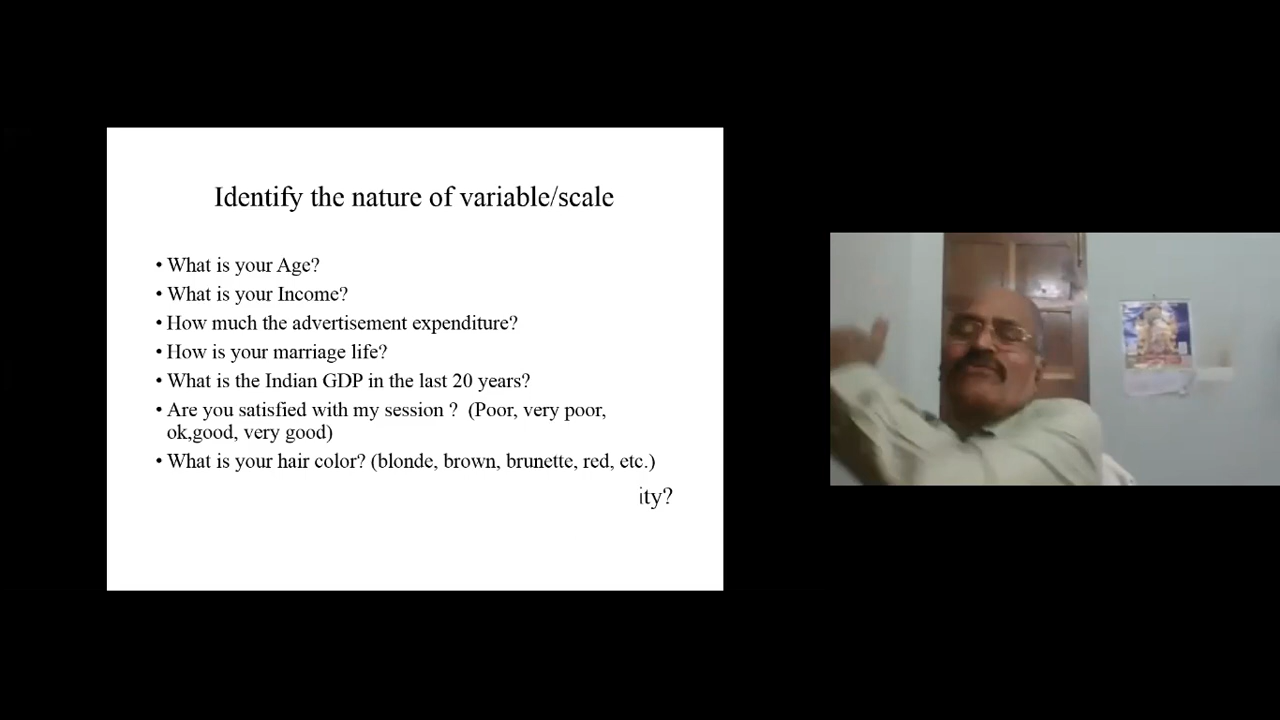 Identify the nature of variable/scale
• What is your Age?
• What is your Income?
• How much the advertisement expenditure?
• How is your marriage life?
• What is the Indian GDP in the last 20 years?
• Are you satisfied with my session ? (Poor, very poor,
ok,good, very good)
• What is your hair color? (blonde, brown, brunette, red, etc.)
ity?